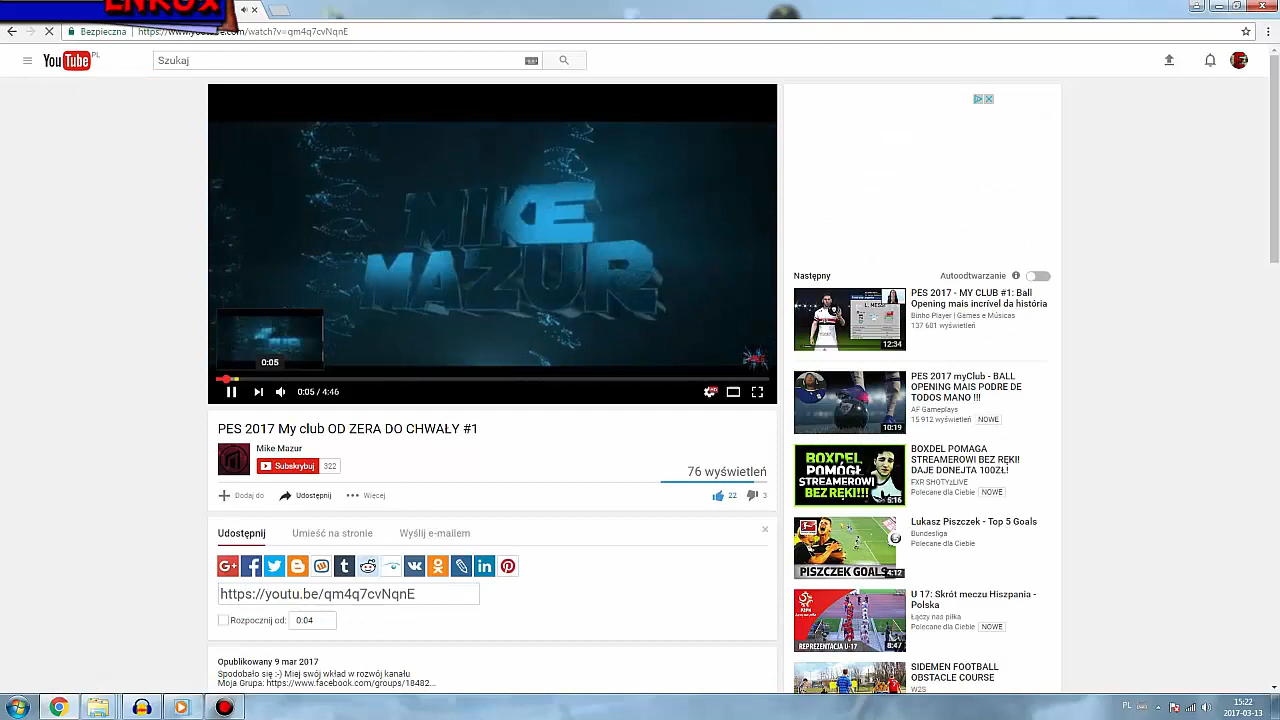 LNKOX
Bezpieczna
https://www.youtube.com/watch?v=qm4q7cvNqnE
YouTube PL
Szukaj
MIKE
MAZUR
0:05
0:05 / 4:46
PES 2017 My club OD ZERA DO CHWAŁY #1
Mike Mazur
Subskrybuj 322
76 wyświetleń
Dodaj do Udostępnij Więcej
22 3
Udostępnij Umieść na stronie Wyślij e-mailem
https://youtu.be/qm4q7cvNqnE
Rozpocznij od: 0:04
Opublikowany 9 mar 2017
Spodobało się :-) Miej swój wkład w rozwój kanału
Moja Grupa: https://www.facebook.com/groups/18482...
Następny
Autoodtwarzanie
PES 2017 - MY CLUB #1: Ball
Opening mais incrível da história
Binho Player | Games e Músicas
137 601 wyświetleń
12:34
PES 2017 myClub - BALL
OPENING MAIS PODRE DE
TODOS MANO !!!
AF Gameplays
15 912 wyświetleń NOWE
10:19
BOXDEL POMAGA
STREAMEROWI BEZ RĘKI!
DAJE DONEJTA 100ZŁ!
FXR SHOTYzLIVE
Polecane dla Ciebie NOWE
BOXDEL
POMÓGŁ
STREAMEROWI
BEZ RĘKI!!!
5:16
Lukasz Piszczek - Top 5 Goals
Bundesliga
Polecane dla Ciebie
PISZCZEK GOALS
4:12
U 17: Skrót meczu Hiszpania -
Polska
Łączy nas piłka
Polecane dla Ciebie NOWE
REPREZENTACJA U-17
8:47
SIDEMEN FOOTBALL
OBSTACLE COURSE
W2S
PL
15:22
2017-03-13